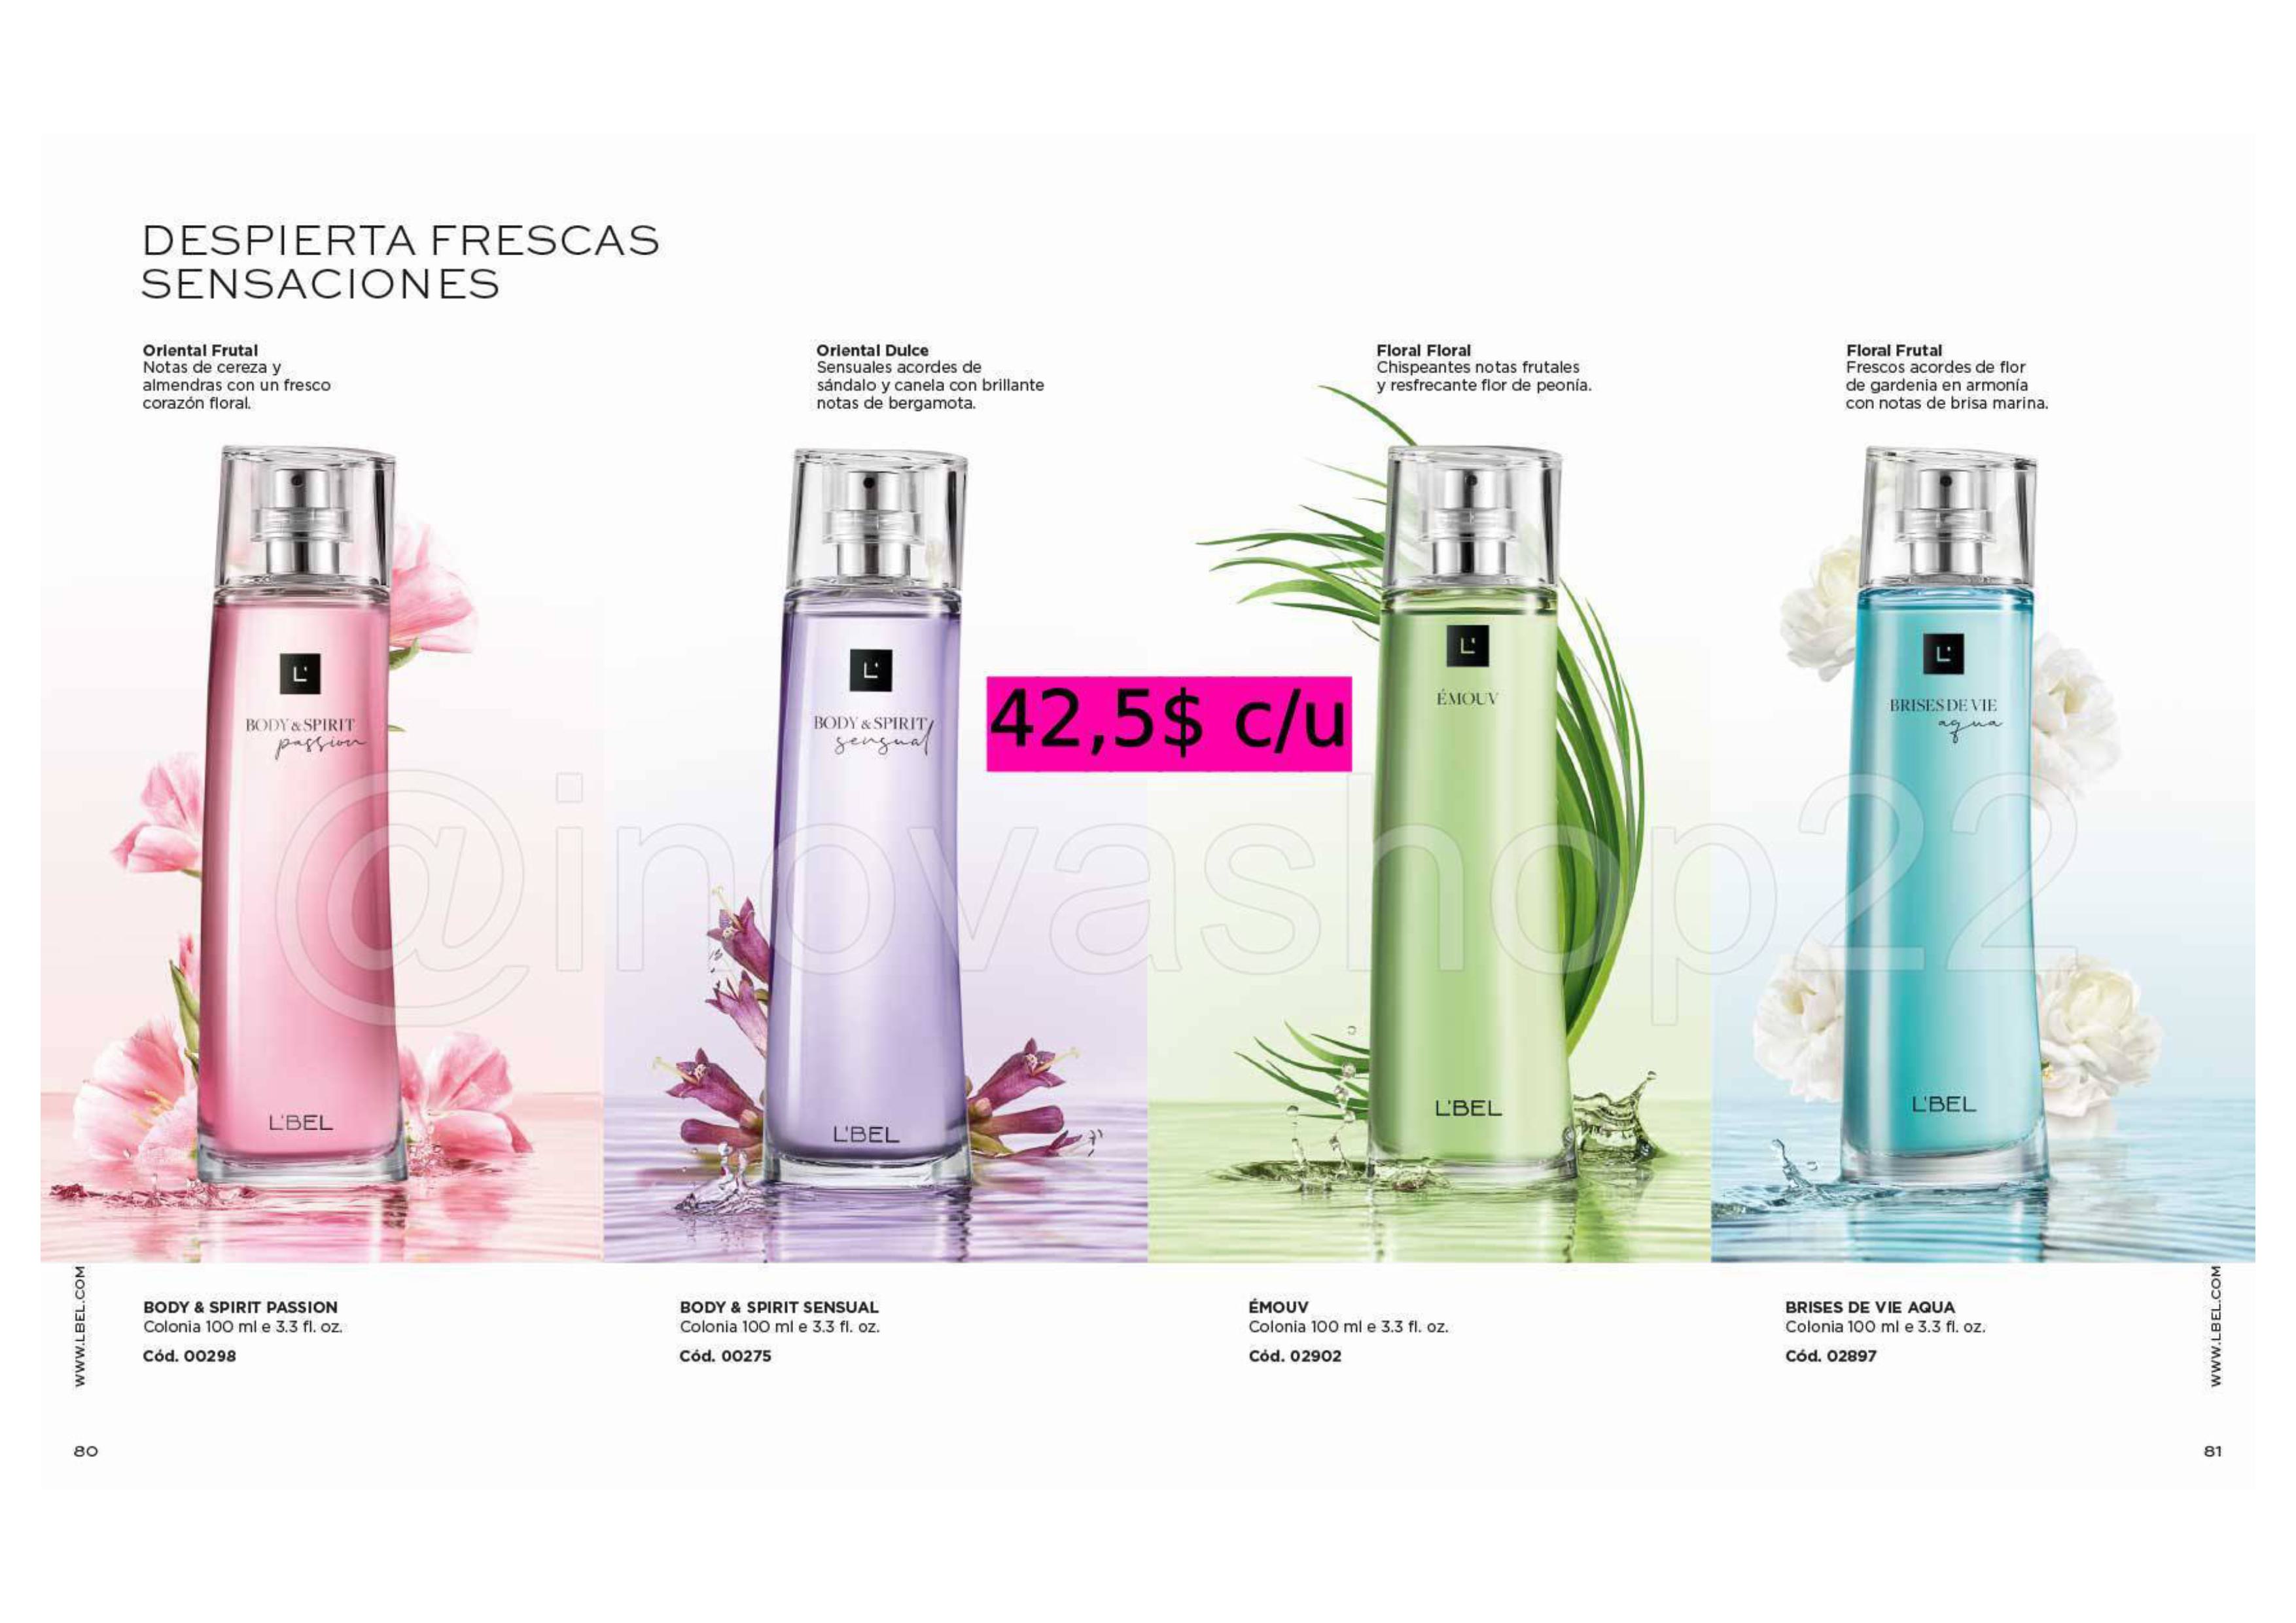 DESPIERTA FRESCAS
SENSACIONES
Oriental Frutal
Notas de cereza y
almendras con un fresco
corazón floral.
Oriental Dulce
Sensuales acordes de
sándalo y canela con brillante
notas de bergamota.
Floral Floral
Chispeantes notas frutales
y resfrecante flor de peonía.
Floral Frutal
Frescos acordes de flor
de gardenia en armonía
con notas de brisa marina.
L'
BODY & SPIRIT
passion
L'BEL
L'
BODY & SPIRIT
sensual
L'BEL
42,5$ c/u
L'
ÉMOUV
L'BEL
L'
BRISES DE VIE
aqua
L'BEL
@inovashop22
WWW.LBEL.COM
BODY & SPIRIT PASSION
Colonia 100 ml e 3.3 fl. oz.
Cód. 00298
BODY & SPIRIT SENSUAL
Colonia 100 ml e 3.3 fl. oz.
Cód. 00275
ÉMOUV
Colonia 100 ml e 3.3 fl. oz.
Cód. 02902
BRISES DE VIE AQUA
Colonia 100 ml e 3.3 fl. oz.
Cód. 02897
WWW.LBEL.COM
80
81